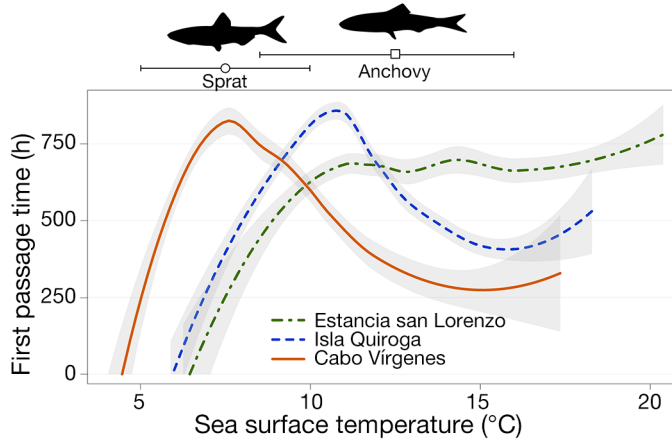 Sprat
Anchovy
First passage time (h)
750
500
250
0
Estancia san Lorenzo
Isla Quiroga
Cabo Vírgenes
5
10
15
20
Sea surface temperature (°C)